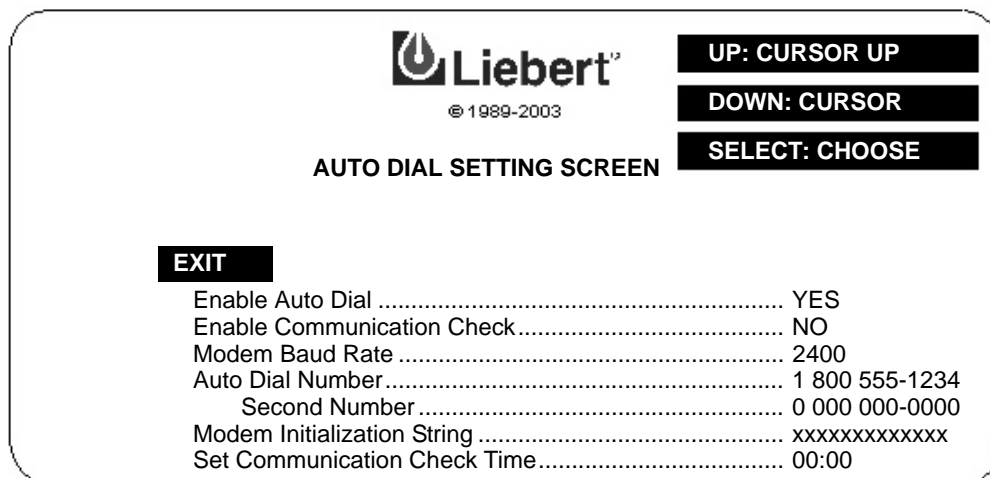 Liebert
© 1989-2003
UP: CURSOR UP
DOWN: CURSOR
SELECT: CHOOSE
AUTO DIAL SETTING SCREEN
EXIT
Enable Auto Dial ............................................................. YES
Enable Communication Check........................................ NO
Modem Baud Rate .......................................................... 2400
Auto Dial Number............................................................ 1 800 555-1234
Second Number ....................................................... 0 000 000-0000
Modem Initialization String .............................................. xxxxxxxxxxxxx
Set Communication Check Time..................................... 00:00